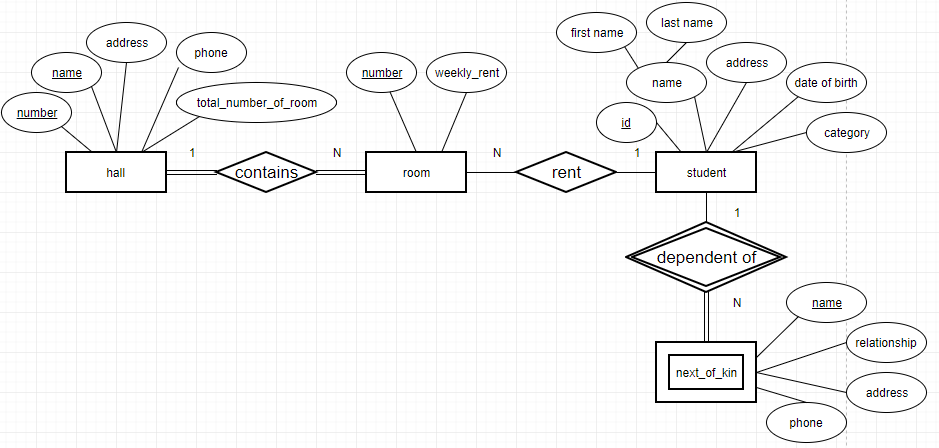 last name
first name
address
phone
name
number
total_number_of_room
number
weekly_rent
name
address
date of birth
id
category
1
N
N
1
hall
contains
room
rent
student
1
dependent of
N
name
relationship
next_of_kin
address
phone